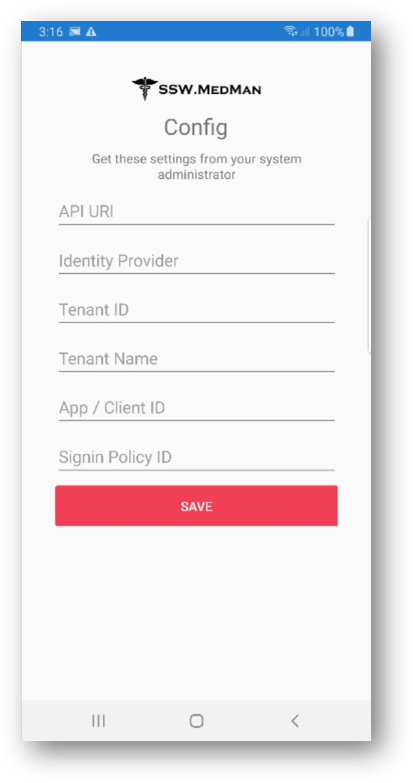 3:16 100%
SSW.MEDMAN
Config
Get these settings from your system
administrator
API URI
Identity Provider
Tenant ID
Tenant Name
App / Client ID
Signin Policy ID
SAVE